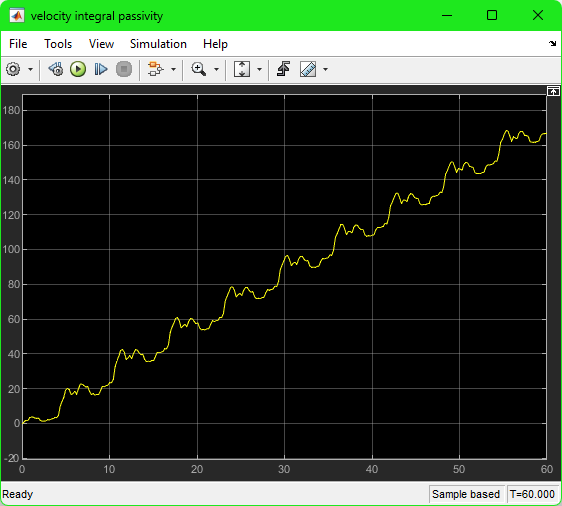 velocity integral passivity
File Tools View Simulation Help
180
160
140
120
100
80
60
40
20
0
-20
0 10 20 30 40 50 60
Ready Sample based T=60.000